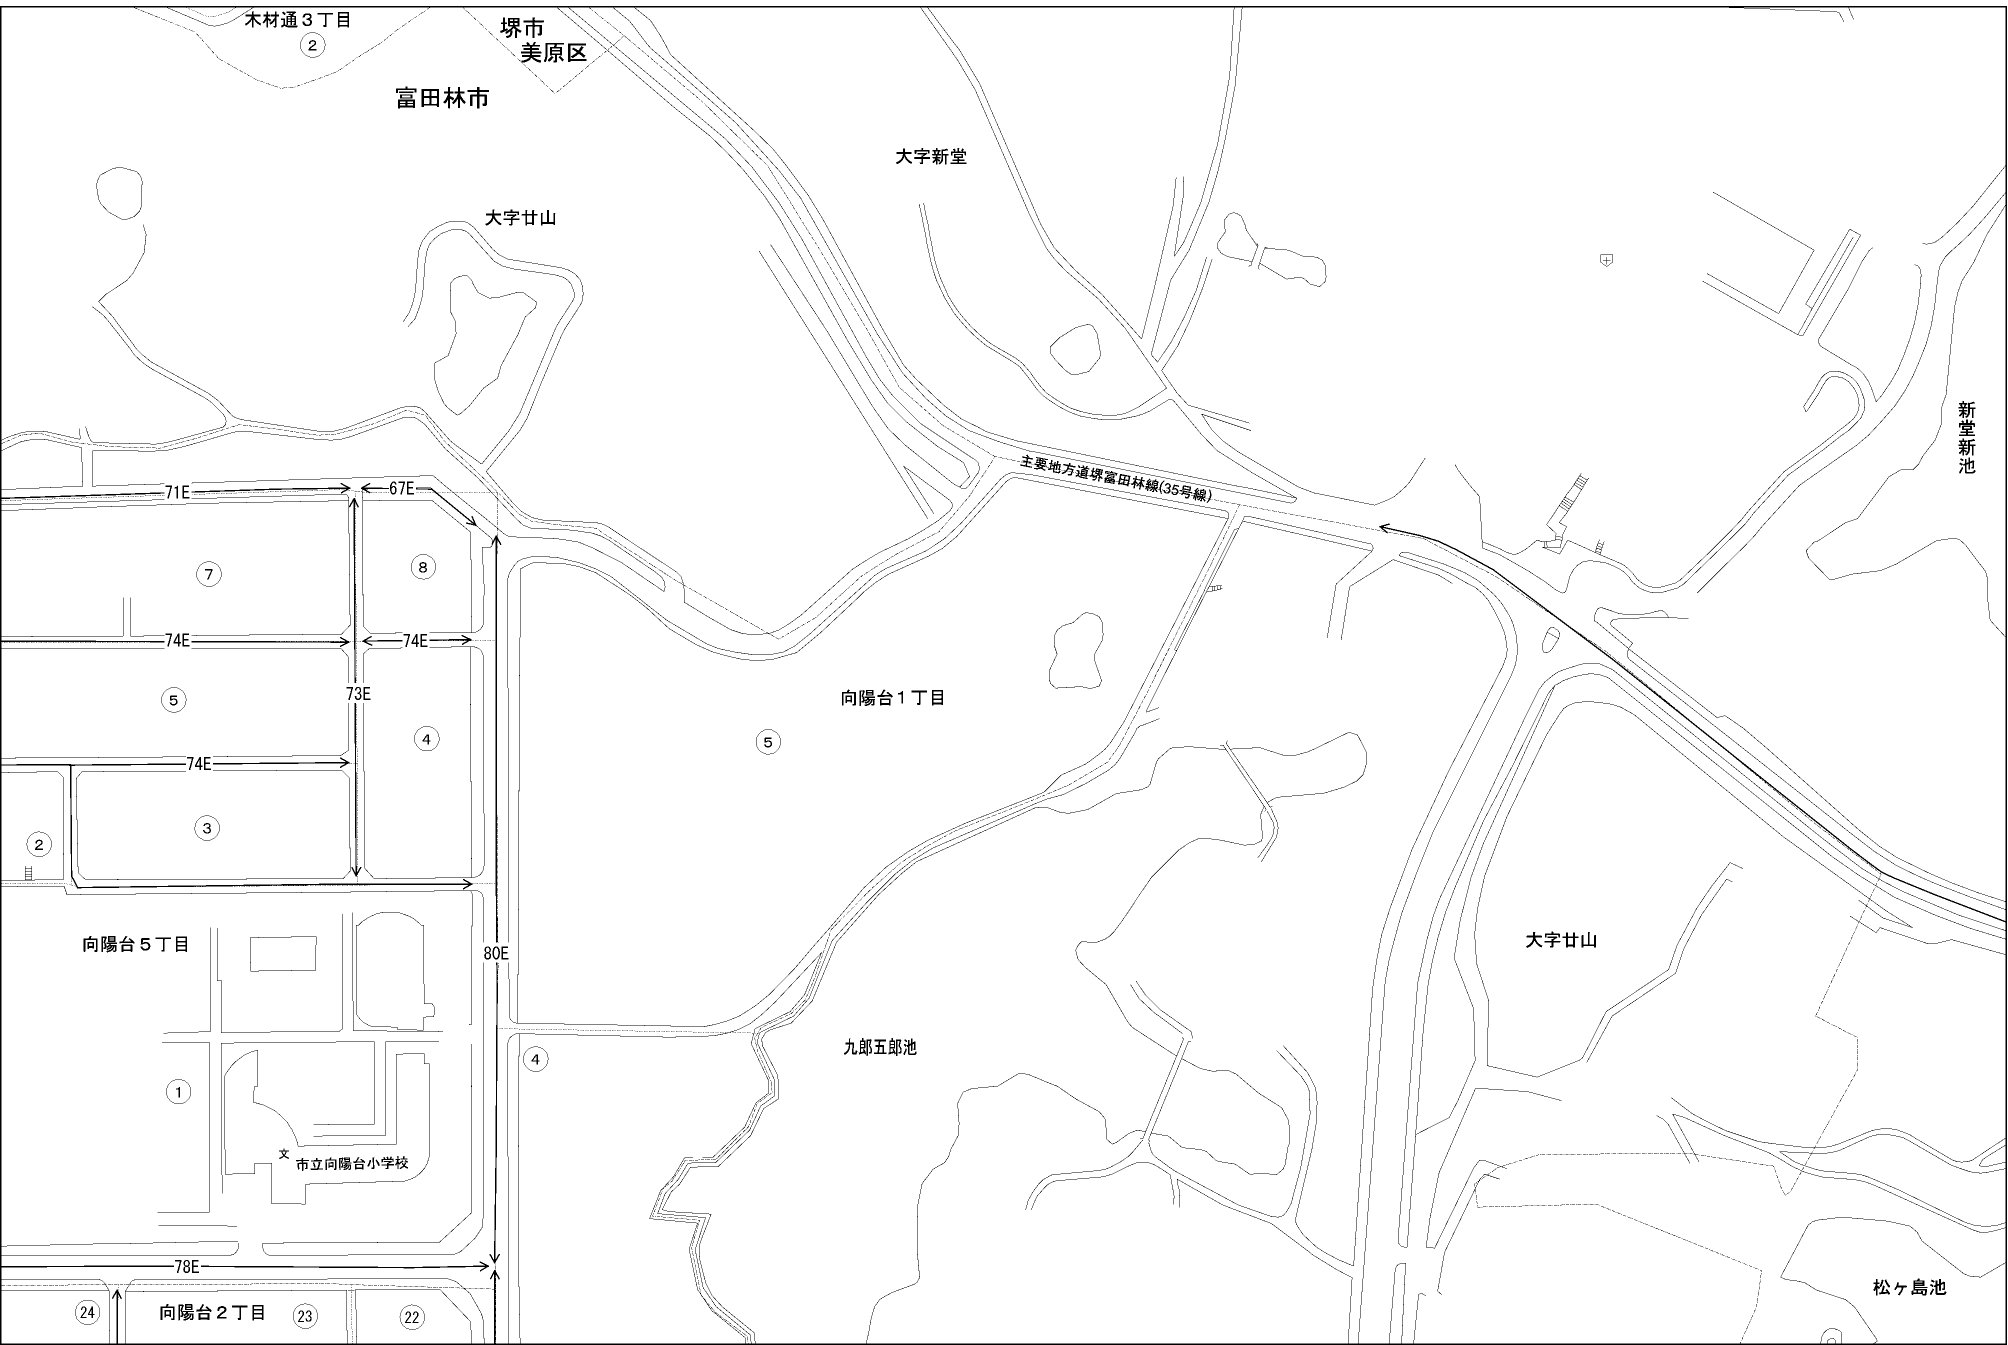 木材通３丁目
2
堺市
美原区
富田林市
大字新堂
大字廿山
新堂新池
主要地方道堺富田林線(35号線)
71E
67E
7
8
74E
74E
73E
5
4
向陽台１丁目
5
74E
3
2
向陽台５丁目
80E
大字廿山
九郎五郎池
4
1
文
市立向陽台小学校
78E
24
向陽台２丁目
23
22
松ヶ島池